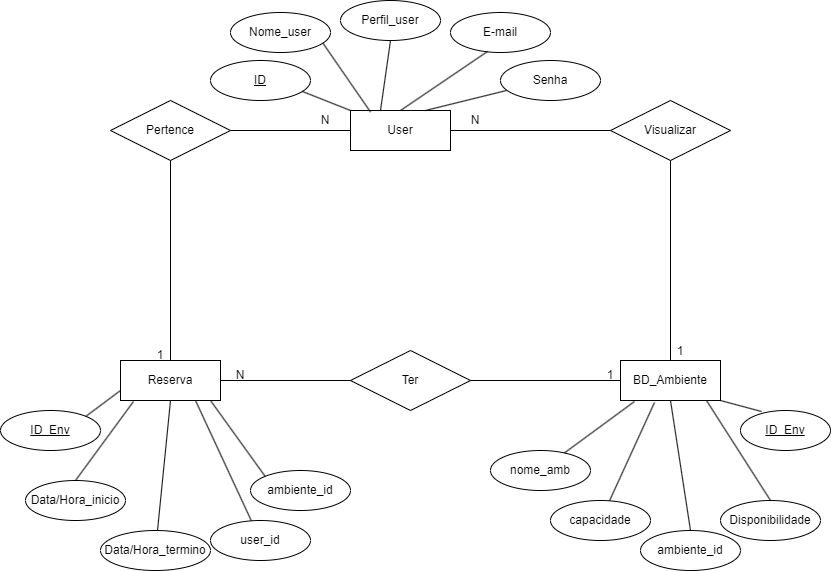 Perfil_user
Nome_user
E-mail
ID
Senha
Pertence
N
User
N
Visualizar
1
Reserva
N
Ter
1
1
BD_Ambiente
ID_Env
ID_Env
nome_amb
ambiente_id
Data/Hora_inicio
capacidade
Disponibilidade
user_id
Data/Hora_termino
ambiente_id